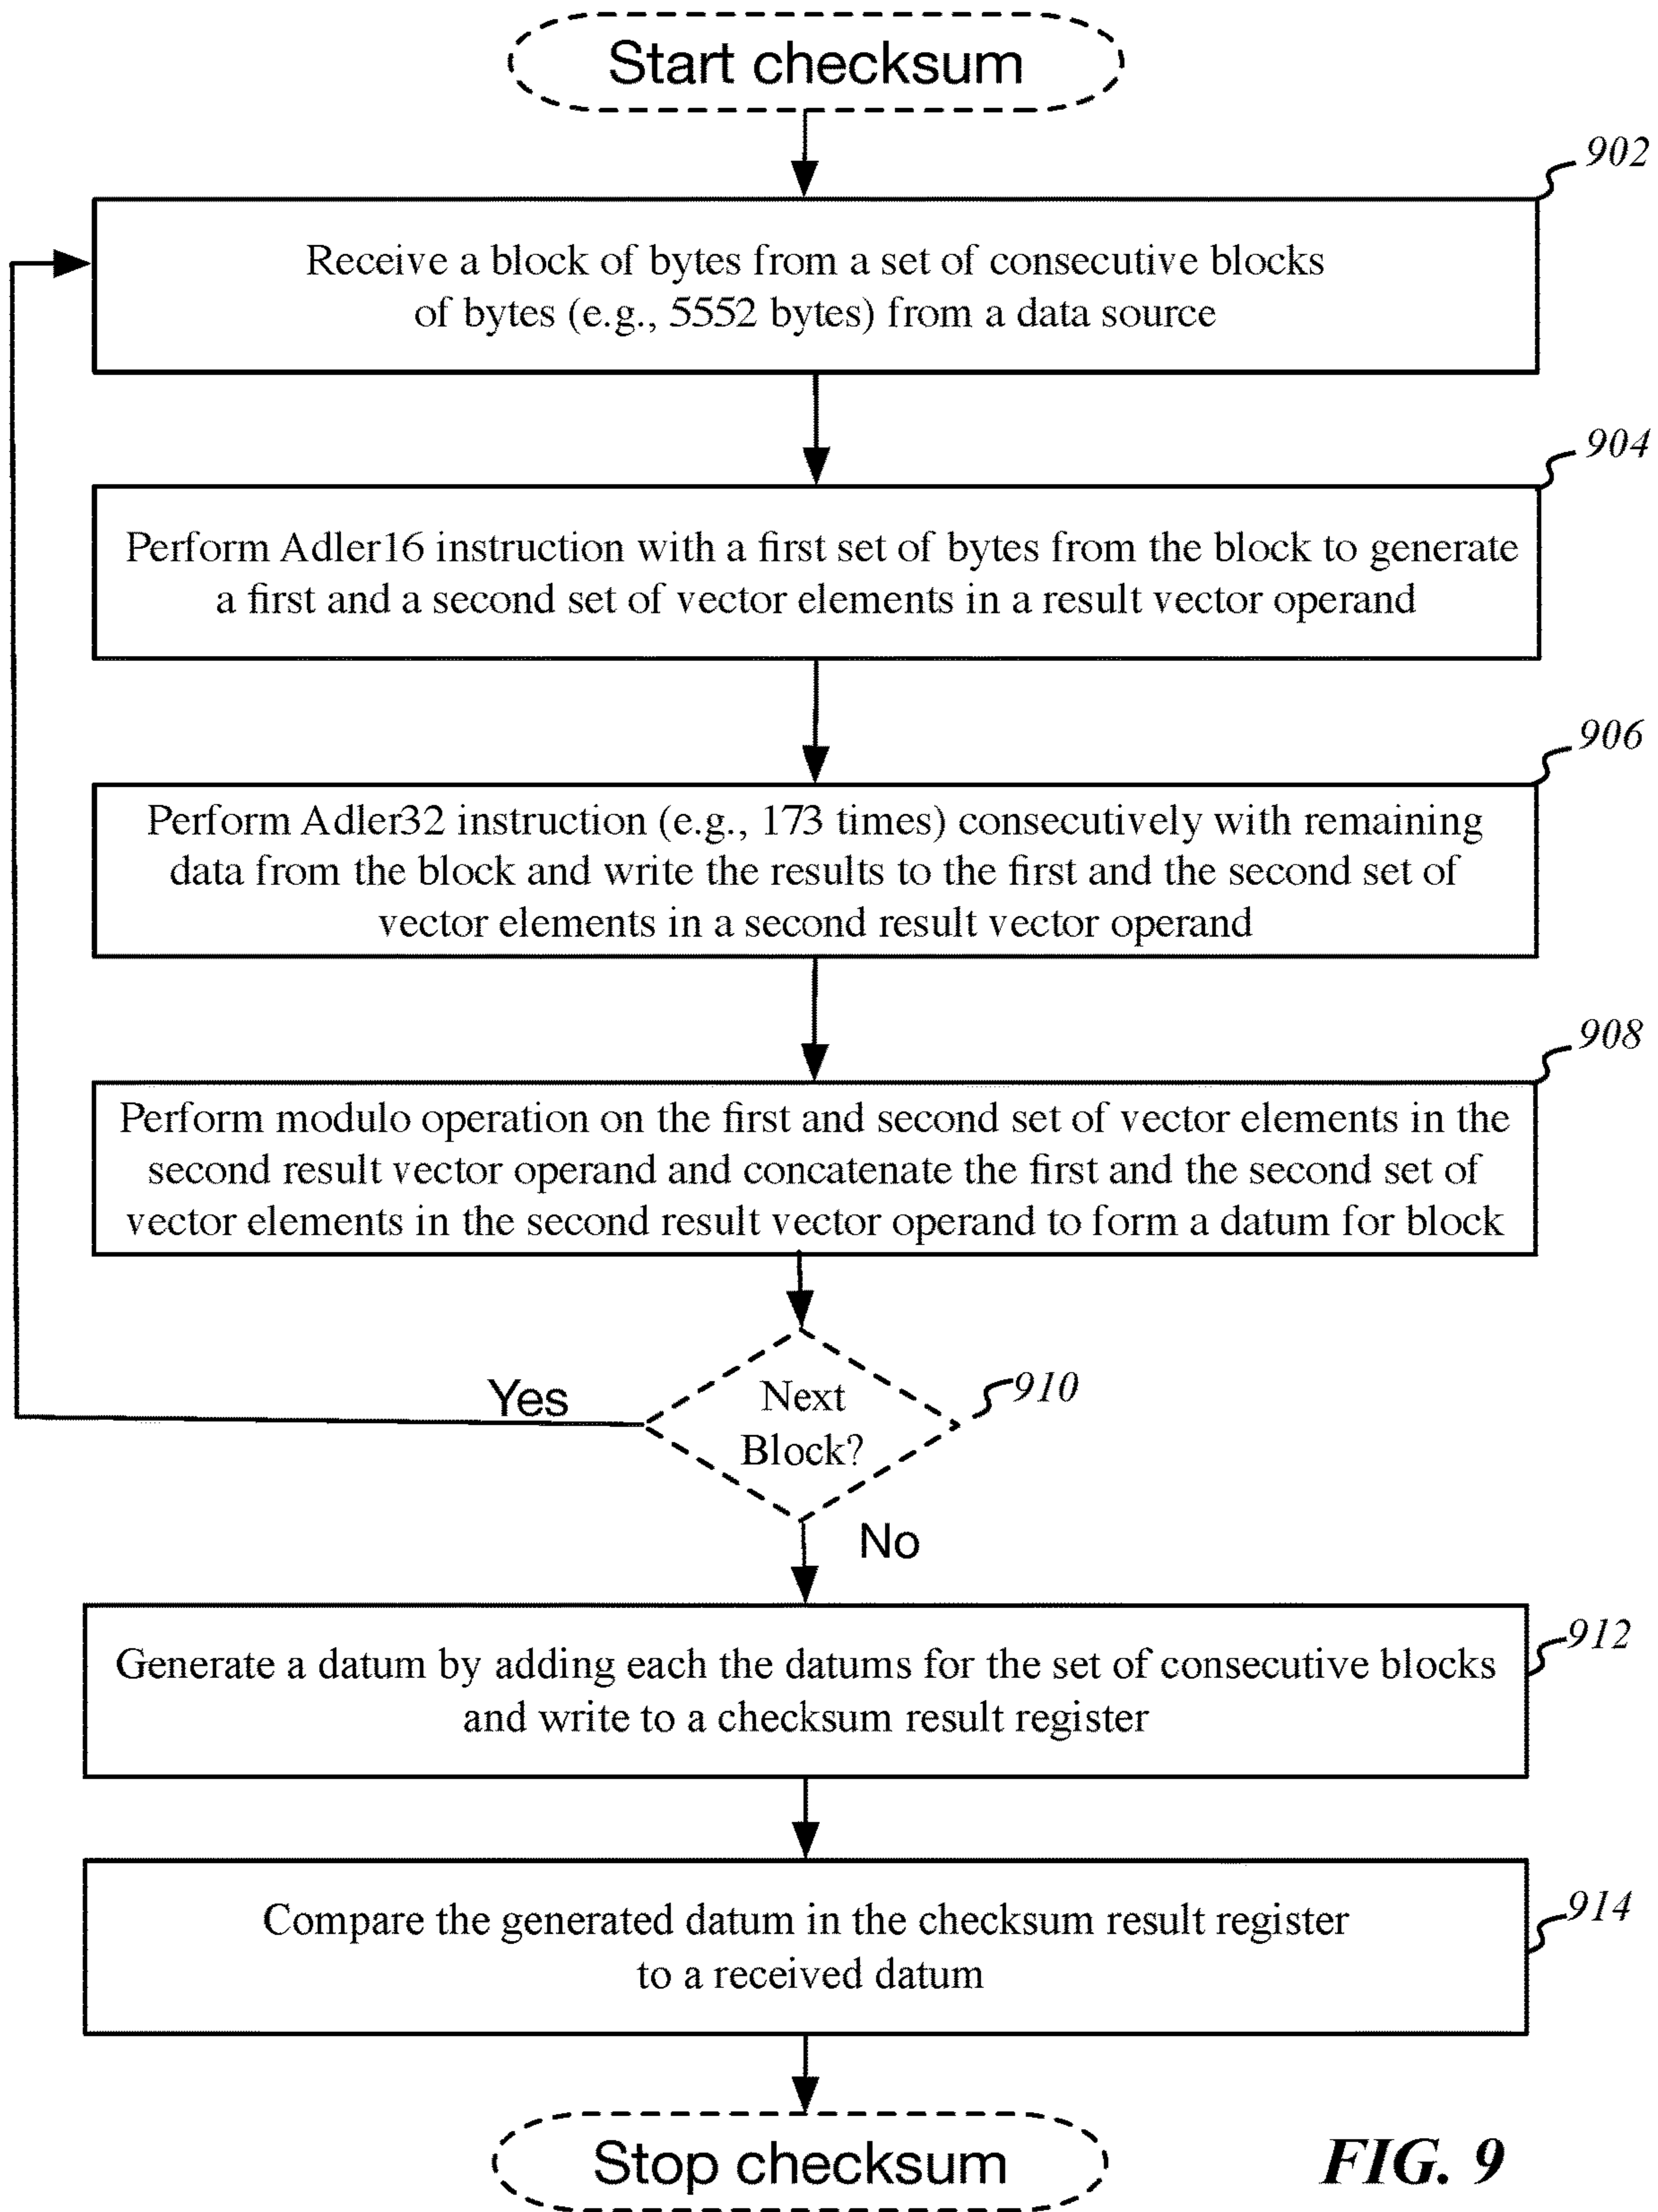 Start checksum
902
Receive a block of bytes from a set of consecutive blocks
of bytes (e.g., 5552 bytes) from a data source
904
Perform Adler16 instruction with a first set of bytes from the block to generate
a first and a second set of vector elements in a result vector operand
906
Perform Adler32 instruction (e.g., 173 times) consecutively with remaining
data from the block and write the results to the first and the second set of
vector elements in a second result vector operand
908
Perform modulo operation on the first and second set of vector elements in the
second result vector operand and concatenate the first and the second set of
vector elements in the second result vector operand to form a datum for block
Yes
Next
Block?
910
No
912
Generate a datum by adding each the datums for the set of consecutive blocks
and write to a checksum result register
914
Compare the generated datum in the checksum result register
to a received datum
Stop checksum
FIG. 9